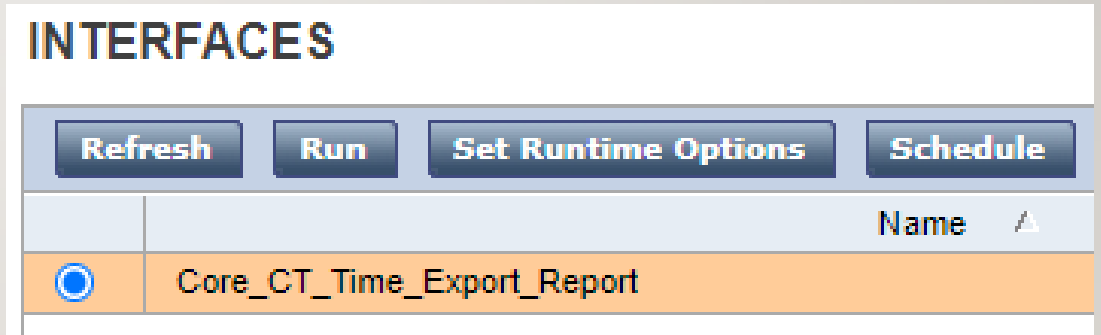 INTERFACES
Refresh Run Set Runtime Options Schedule
Name
Core_CT_Time_Export_Report